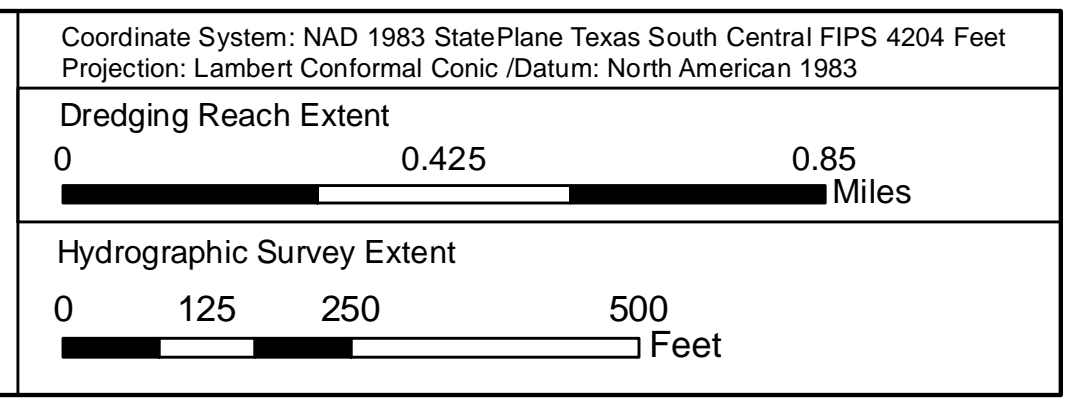 Coordinate System: NAD 1983 StatePlane Texas South Central FIPS 4204 Feet
Projection: Lambert Conformal Conic /Datum: North American 1983
Dredging Reach Extent
0 0.425 0.85
Miles
Hydrographic Survey Extent
0 125 250 500
Feet